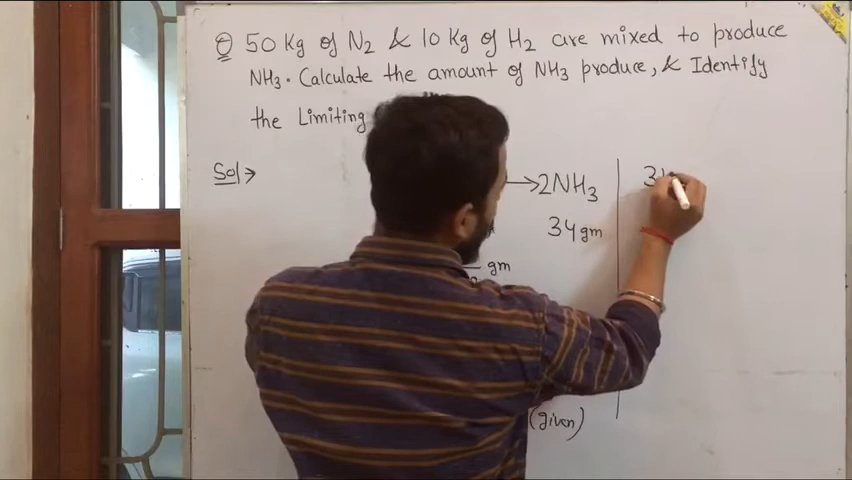 Q 50 Kg of N2 & 10 Kg of H2 are mixed to produce
NH3. Calculate the amount of NH3 produce, & Identify
the Limiting
Sol →
→ 2NH3
34 gm
gm
(given)